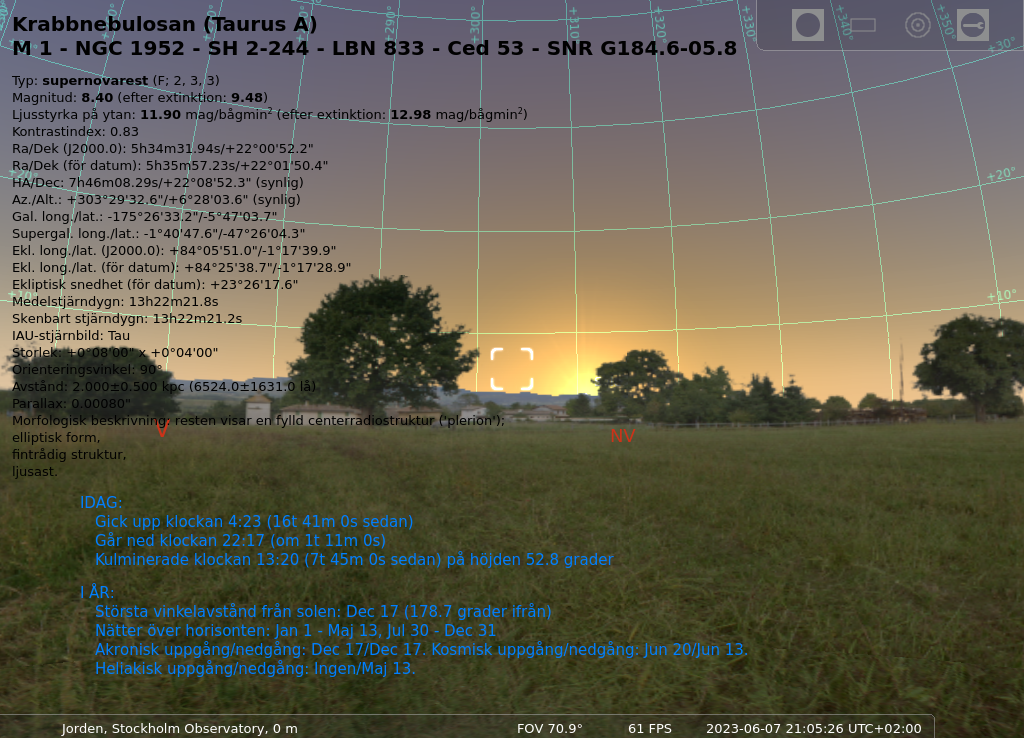 Krabbnebulosan (Taurus A)
M 1 - NGC 1952 - SH 2-244 - LBN 833 - Ced 53 - SNR G184.6-05.8
Typ: supernovarest (F; 2, 3, 3)
Magnitud: 8.40 (efter extinktion: 9.48)
Ljusstyrka på ytan: 11.90 mag/bågmin² (efter extinktion: 12.98 mag/bågmin²)
Kontrastindex: 0.83
Ra/Dek (J2000.0): 5h34m31.94s/+22°00'52.2"
Ra/Dek (för datum): 5h35m57.23s/+22°01'50.4"
HA/Dec: 7h46m08.29s/+22°08'52.3" (synlig)
Az./Alt.: +303°29'32.6"/+6°28'03.6" (synlig)
Gal. long./lat.: -175°26'33.2"/-5°47'03.7"
Supergal. long./lat.: -1°40'47.6"/-47°26'04.3"
Ekl. long./lat. (J2000.0): +84°05'51.0"/-1°17'39.9"
Ekl. long./lat. (för datum): +84°25'38.7"/-1°17'28.9"
Ekliptisk snedhet (för datum): +23°26'17.6"
Medelstjärndygn: 13h22m21.8s
Skenbart stjärndygn: 13h22m21.2s
IAU-stjärnbild: Tau
Storlek: +0°08'00" x +0°04'00"
Orienteringsvinkel: 90°
Avstånd: 2.000±0.500 kpc (6524.0±1631.0 lå)
Parallax: 0.00080"
Morfologisk beskrivning: resten visar en fylld centerradiostruktur ('plerion');
elliptisk form,
fintrådig struktur,
ljusast.
+290°
+300°
+310°
+320°
+330°
+340°
+350°
+30°
+20°
+20°
+10°
+10°
V
NV
IDAG:
Gick upp klockan 4:23 (16t 41m 0s sedan)
Går ned klockan 22:17 (om 1t 11m 0s)
Kulminerade klockan 13:20 (7t 45m 0s sedan) på höjden 52.8 grader
I ÅR:
Största vinkelavstånd från solen: Dec 17 (178.7 grader ifrån)
Nätter över horisonten: Jan 1 - Maj 13, Jul 30 - Dec 31
Akronisk uppgång/nedgång: Dec 17/Dec 17. Kosmisk uppgång/nedgång: Jun 20/Jun 13.
Heliakisk uppgång/nedgång: Ingen/Maj 13.
Jorden, Stockholm Observatory, 0 m
FOV 70.9°
61 FPS
2023-06-07 21:05:26 UTC+02:00